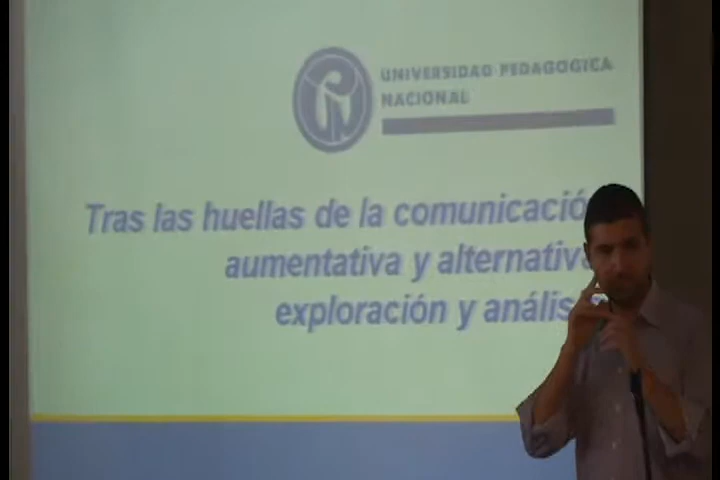 UNIVERSIDAD PEDAGOGICA
NACIONAL
Tras las huellas de la comunicació
aumentativa y alternativa
exploración y análisi